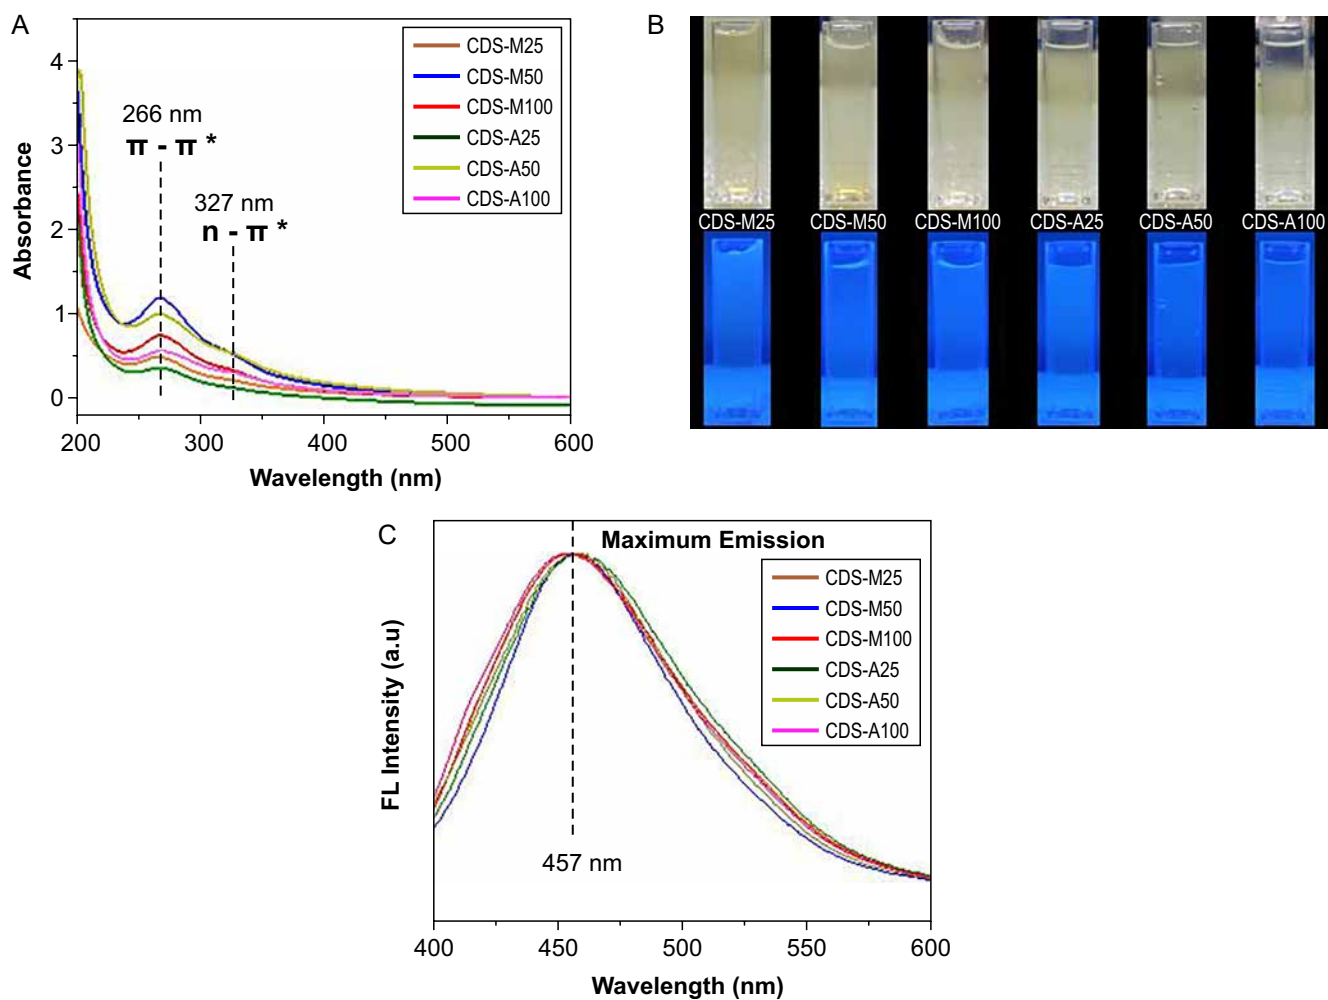 A
4
3
2
1
0
Absorbance
266 nm
π - π *
327 nm
n - π *
CDS-M25
CDS-M50
CDS-M100
CDS-A25
CDS-A50
CDS-A100
200 300 400 500 600
Wavelength (nm)
B
CDS-M25 CDS-M50 CDS-M100 CDS-A25 CDS-A50 CDS-A100
C
Maximum Emission
CDS-M25
CDS-M50
CDS-M100
CDS-A25
CDS-A50
CDS-A100
FL Intensity (a.u)
457 nm
400 450 500 550 600
Wavelength (nm)